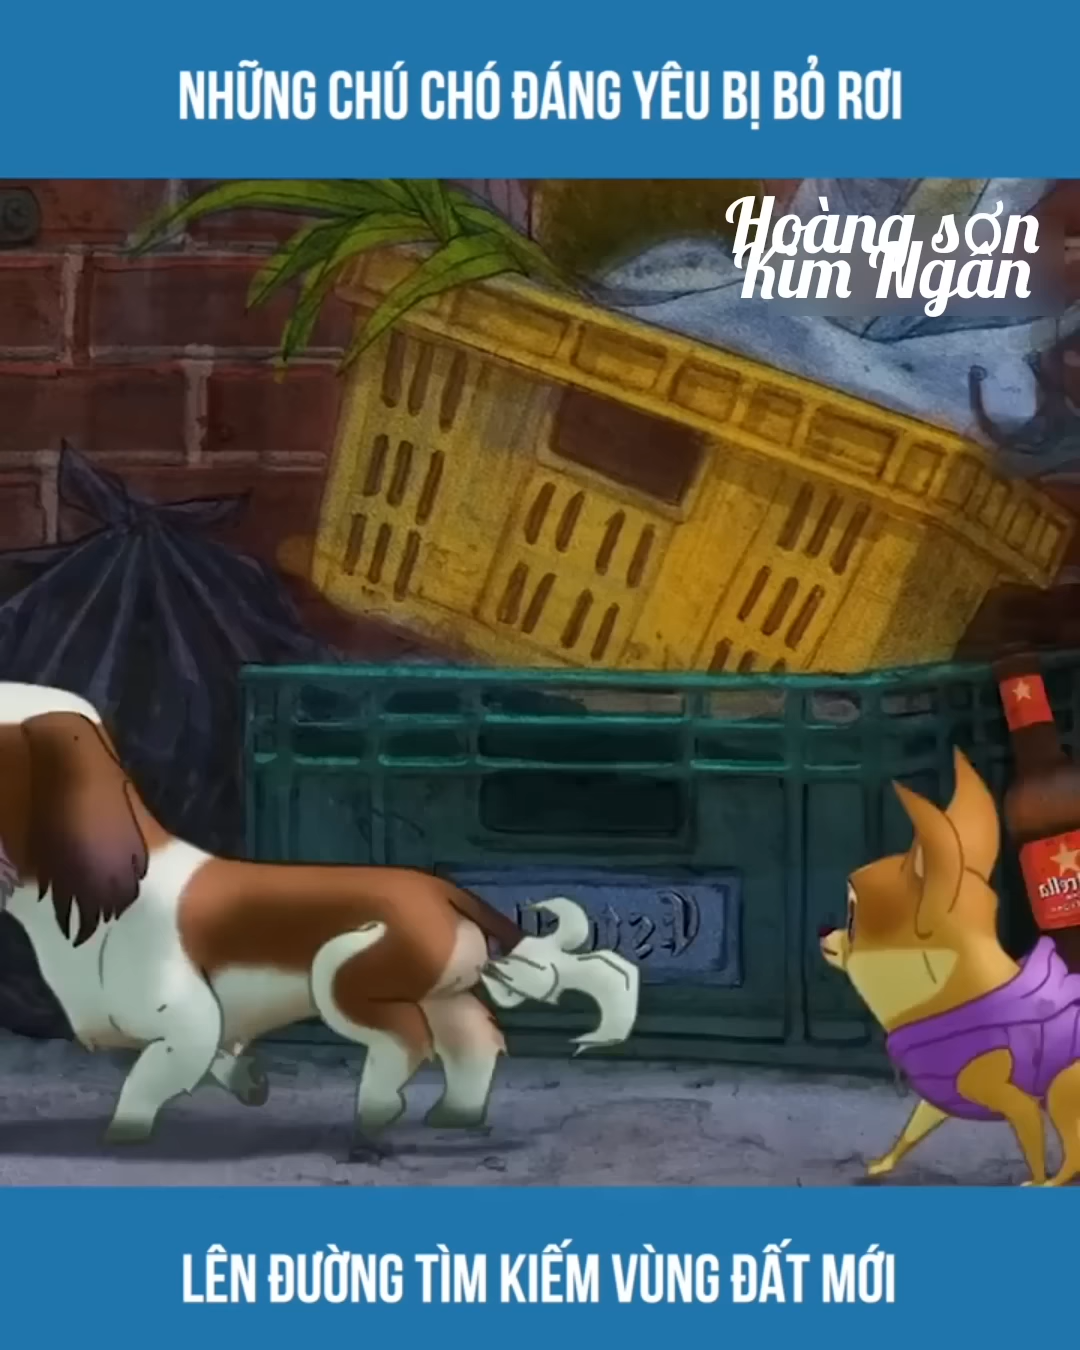 NHỮNG CHÚ CHÓ ĐÁNG YÊU BỊ BỎ RƠI
Hoàng sơn
Kim Ngân
LÊN ĐƯỜNG TÌM KIẾM VÙNG ĐẤT MỚI